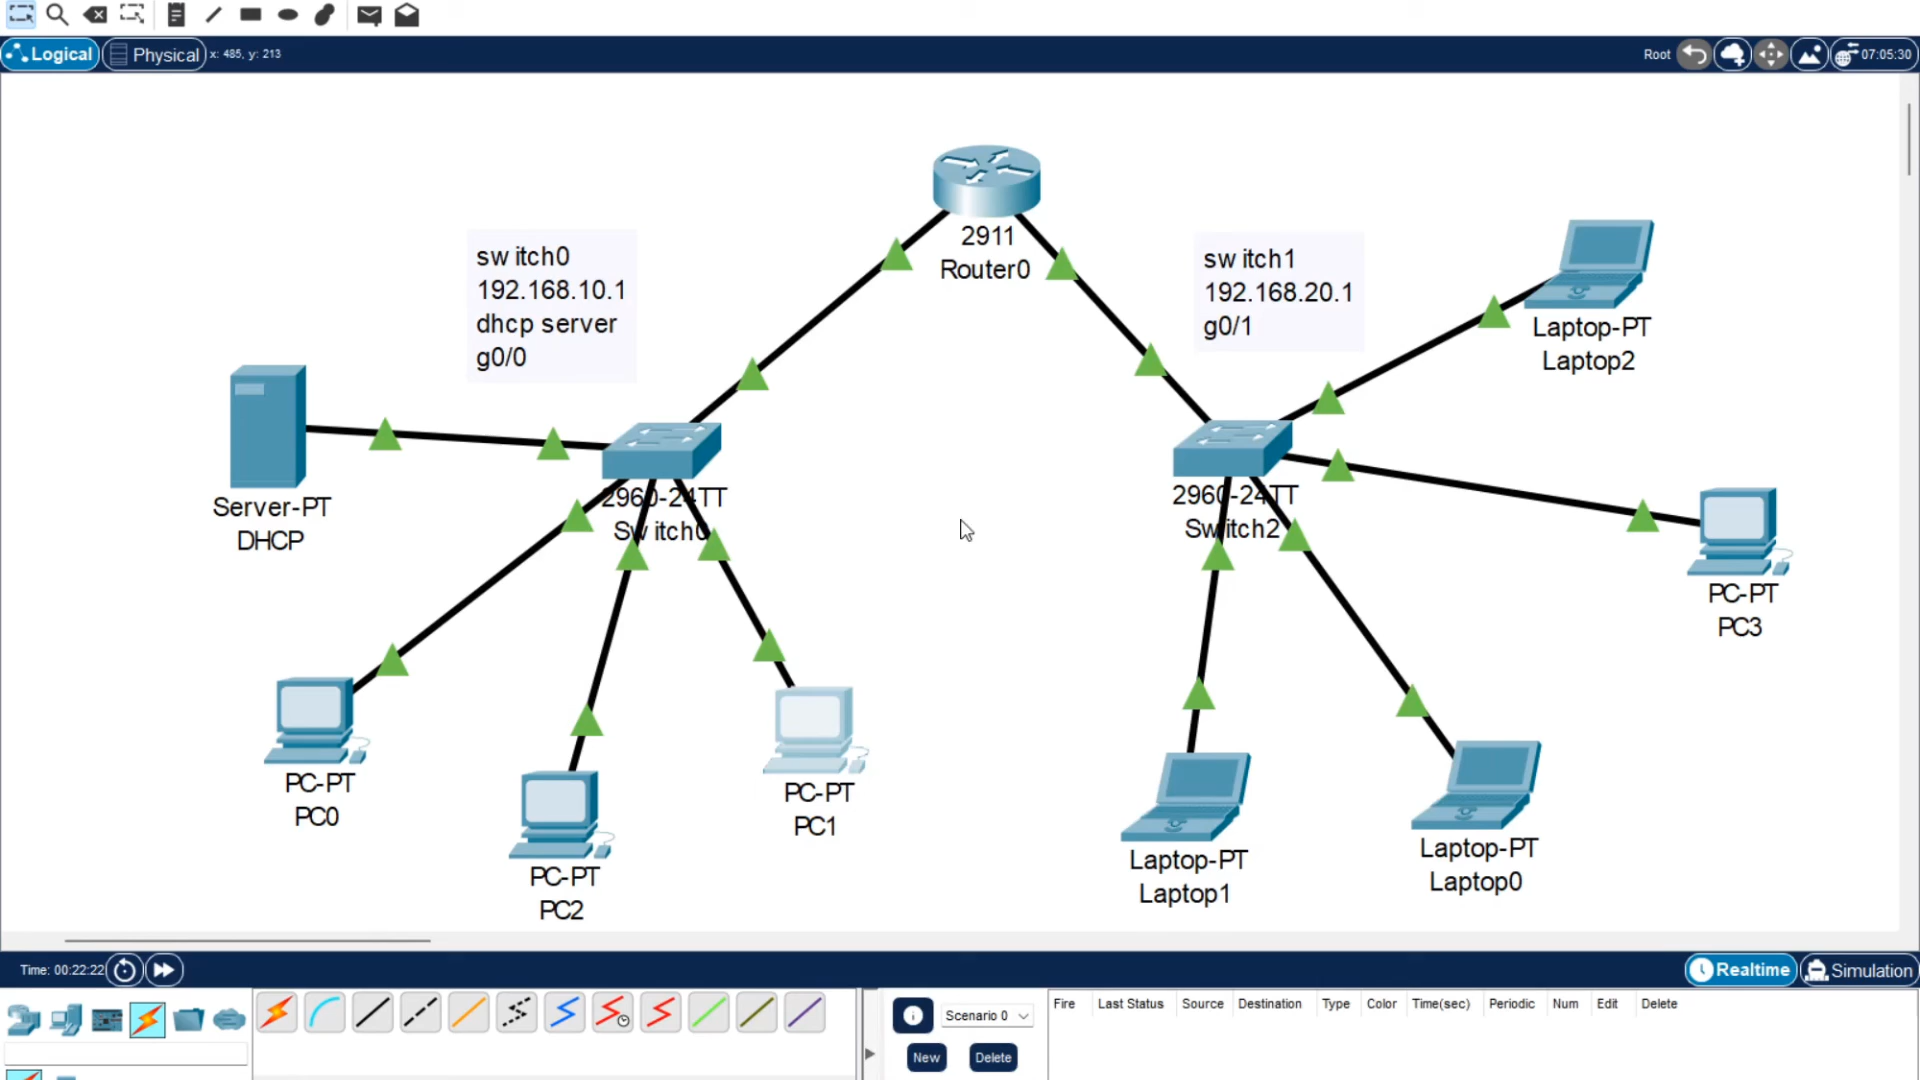 Logical
Physical
x: 485, y: 213
Root
07:05:30
2911
Router0
sw itch0
192.168.10.1
dhcp server
g0/0
sw itch1
192.168.20.1
g0/1
Laptop-PT
Laptop2
Server-PT
DHCP
2960-24TT
Sw itch0
2960-24TT
Sw itch2
PC-PT
PC3
PC-PT
PC0
PC-PT
PC1
PC-PT
PC2
Laptop-PT
Laptop1
Laptop-PT
Laptop0
Time: 00:22:22
Realtime
Simulation
Scenario 0
New
Delete
Fire Last Status Source Destination Type Color Time(sec) Periodic Num Edit Delete